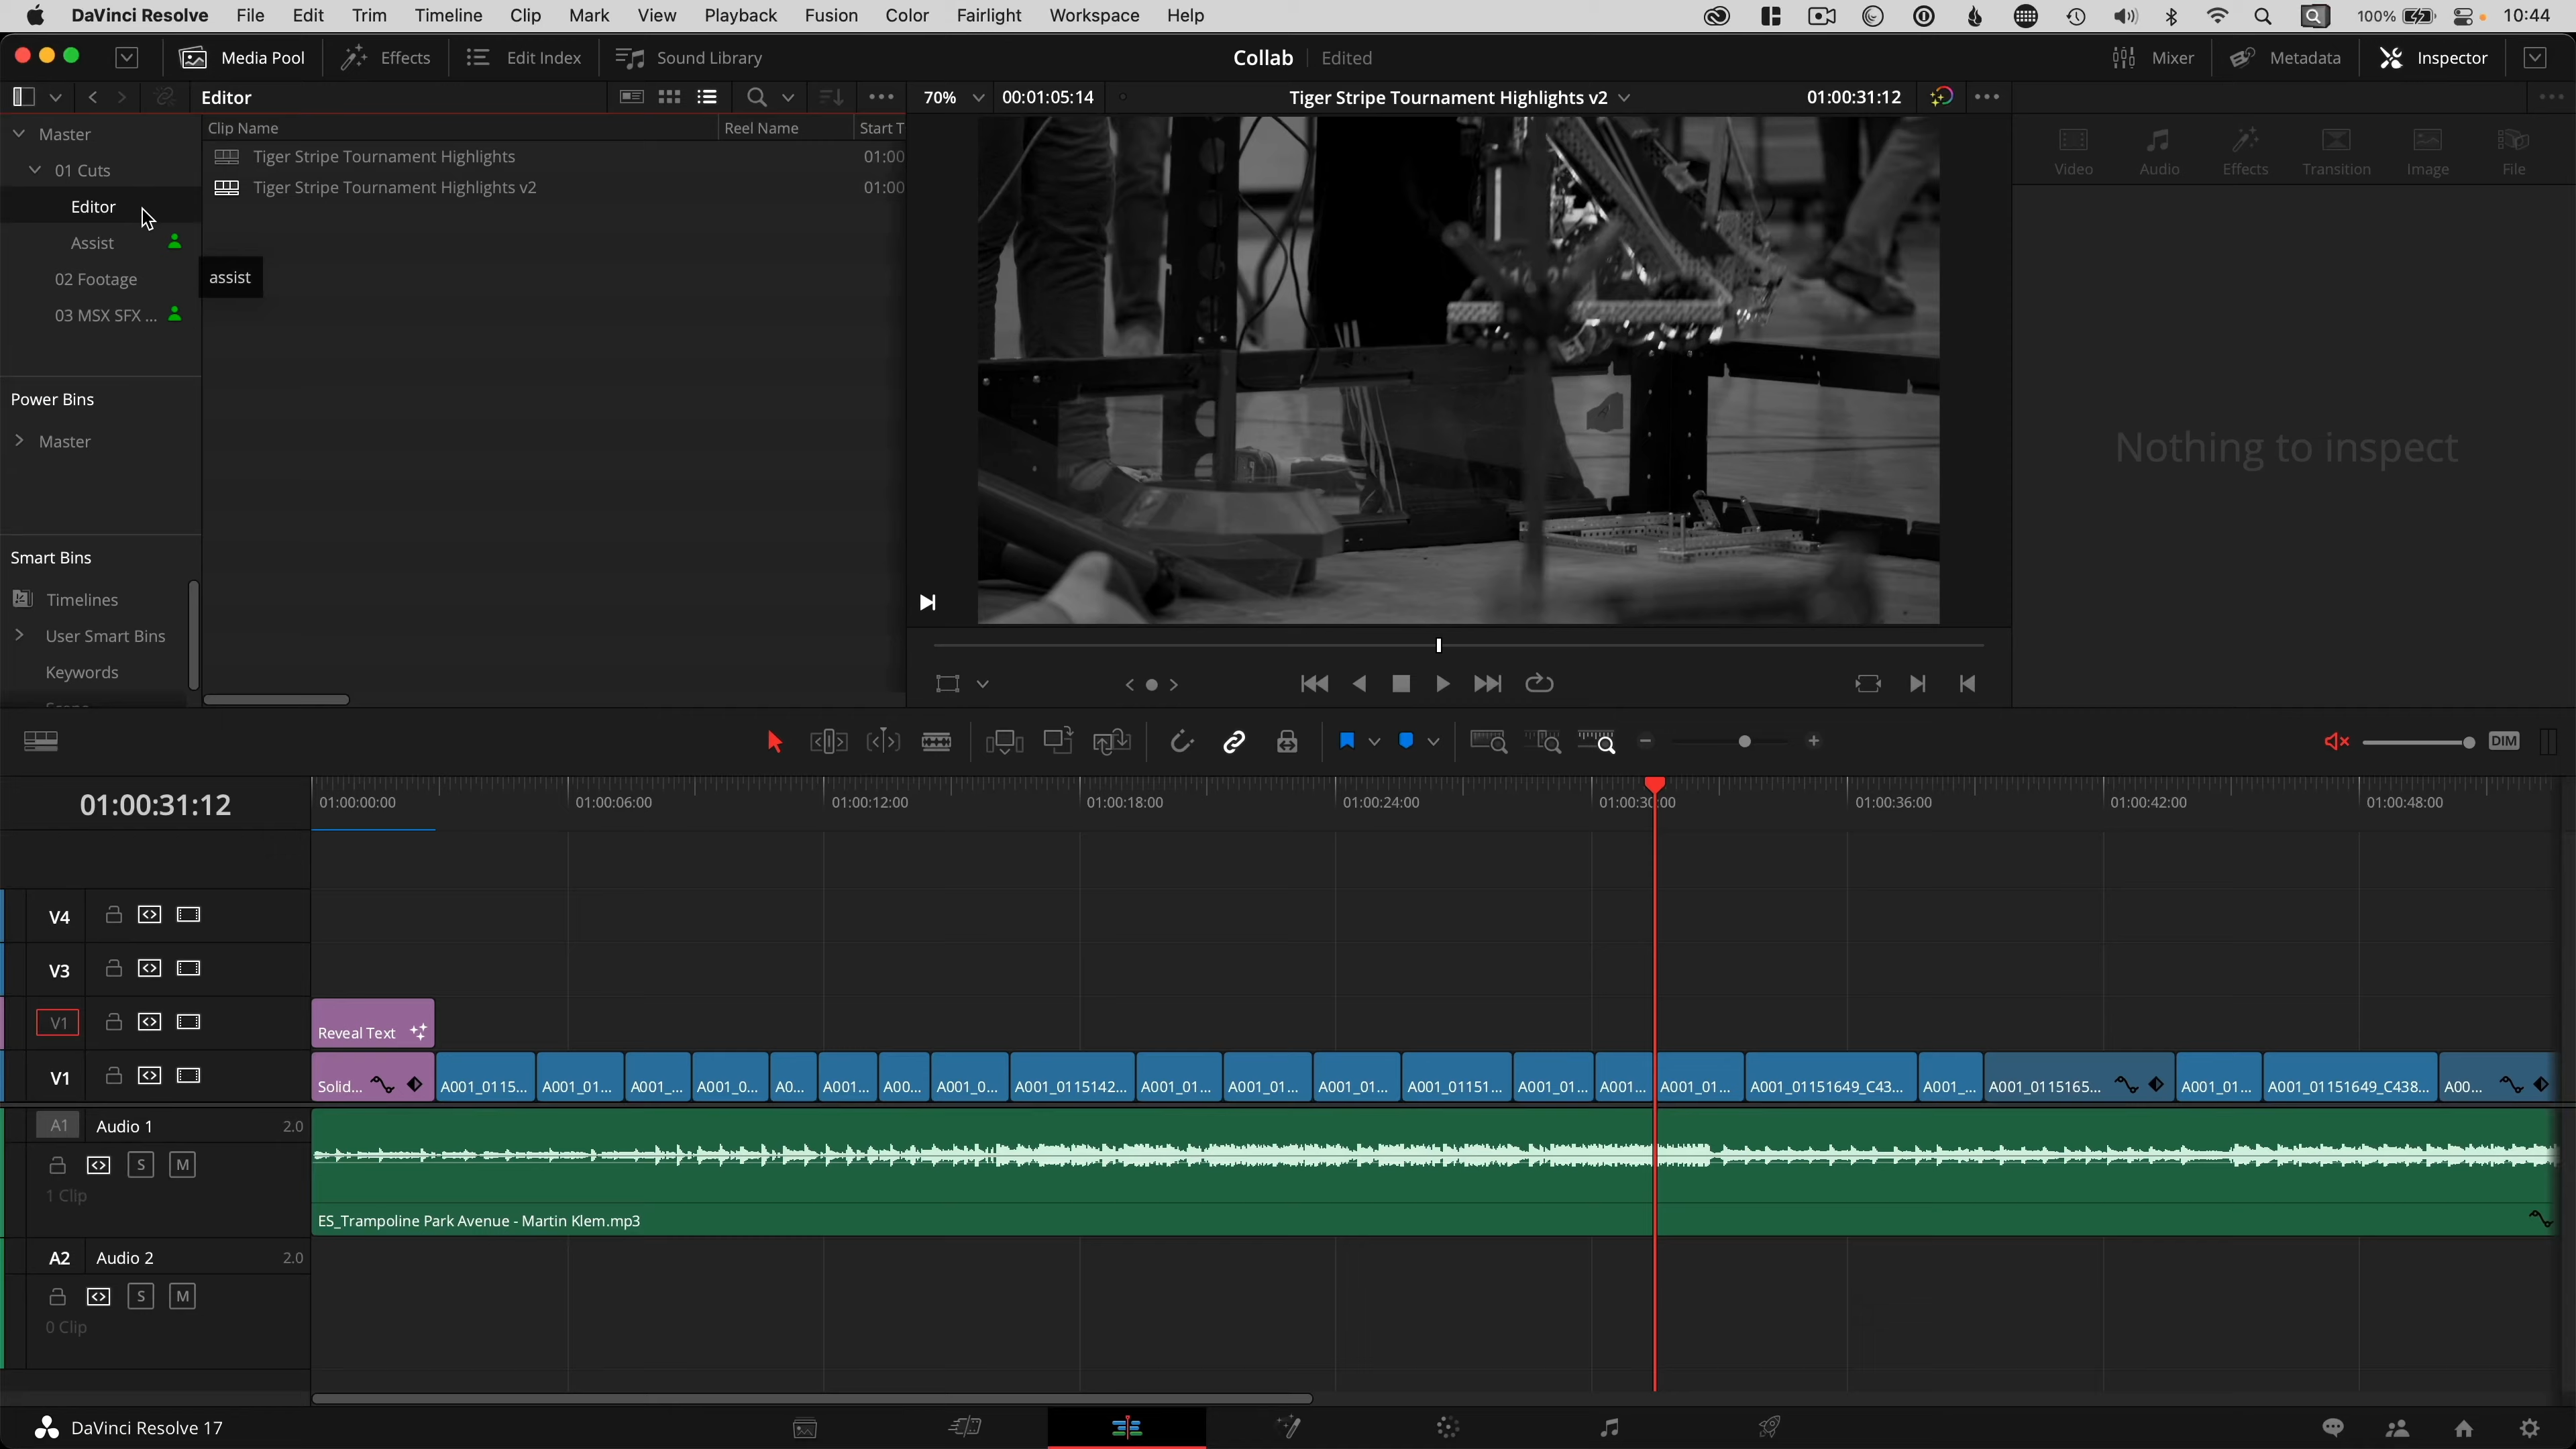 DaVinci Resolve File Edit Trim Timeline Clip Mark View Playback Fusion Color Fairlight Workspace Help 100% 10:44
Media Pool Effects Edit Index Sound Library Collab Edited Mixer Metadata Inspector
Editor 70% 00:01:05:14 Tiger Stripe Tournament Highlights v2 01:00:31:12
Clip Name Reel Name Start T
Master
Tiger Stripe Tournament Highlights 01:00
Video Audio Effects Transition Image File
01 Cuts
Tiger Stripe Tournament Highlights v2 01:00
Editor
Assist
assist
02 Footage
03 MSX SFX ...
Power Bins
Master
Nothing to inspect
Smart Bins
Timelines
User Smart Bins
Keywords
DIM
01:00:31:12 01:00:00:00 01:00:06:00 01:00:12:00 01:00:18:00 01:00:24:00 01:00:30:00 01:00:36:00 01:00:42:00 01:00:48:00
V4
V3
V1 Reveal Text
V1 Solid... A001_0115... A001_01... A001_... A001_0... A0... A001... A00... A001_0... A001_0115142... A001_01... A001_01... A001_01... A001_01151... A001_01... A001... A001_01... A001_01151649_C43... A001_... A001_0115165... A001_01... A001_01151649_C438... A00...
A1 Audio 1 2.0
S M
1 Clip
ES_Trampoline Park Avenue - Martin Klem.mp3
A2 Audio 2 2.0
S M
0 Clip
DaVinci Resolve 17